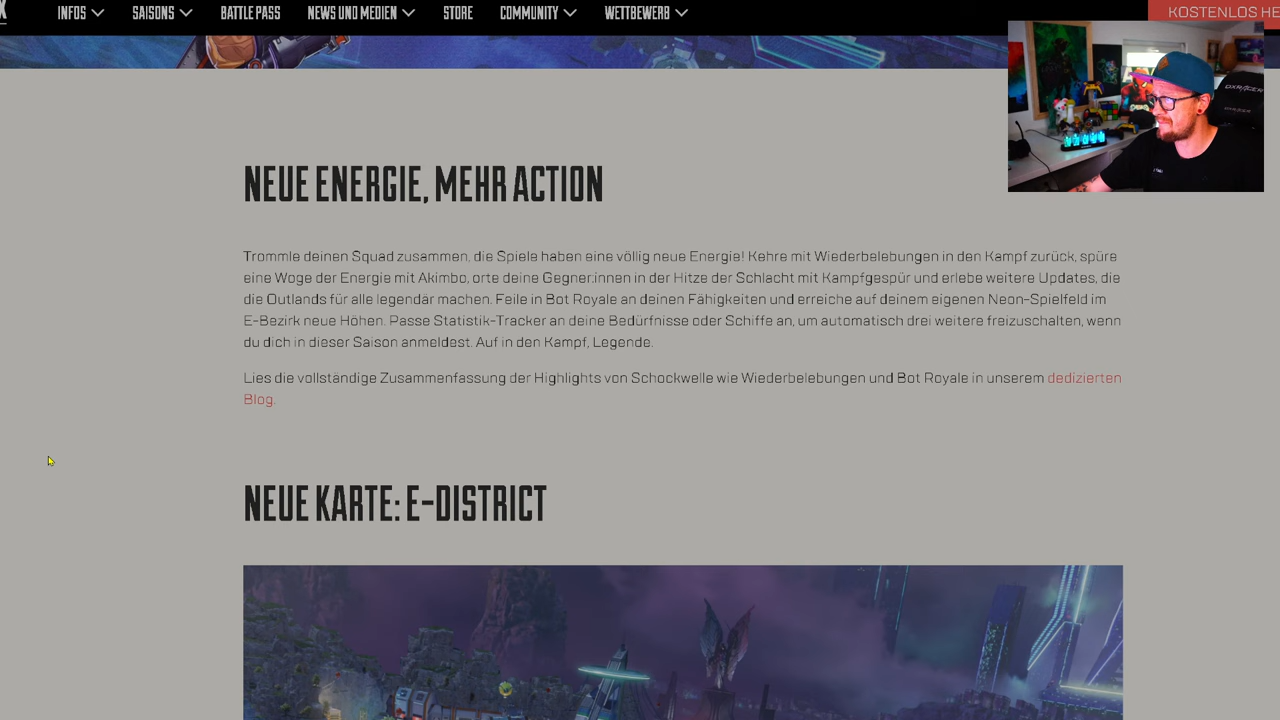 INFOS SAISONS BATTLE PASS NEWS UND MEDIEN STORE COMMUNITY WETTBEWERB KOSTENLOS HE
DXRACER
NEUE ENERGIE, MEHR ACTION
Trommle deinen Squad zusammen, die Spiele haben eine völlig neue Energie! Kehre mit Wiederbelebungen in den Kampf zurück, spüre
eine Woge der Energie mit Akimbo, orte deine Gegner:innen in der Hitze der Schlacht mit Kampfgespür und erlebe weitere Updates, die
die Outlands für alle legendär machen. Feile in Bot Royale an deinen Fähigkeiten und erreiche auf deinem eigenen Neon-Spielfeld im
E-Bezirk neue Höhen. Passe Statistik-Tracker an deine Bedürfnisse oder Schiffe an, um automatisch drei weitere freizuschalten, wenn
du dich in dieser Saison anmeldest. Auf in den Kampf, Legende.
Lies die vollständige Zusammenfassung der Highlights von Schockwelle wie Wiederbelebungen und Bot Royale in unserem dedizierten
Blog.
NEUE KARTE: E-DISTRICT